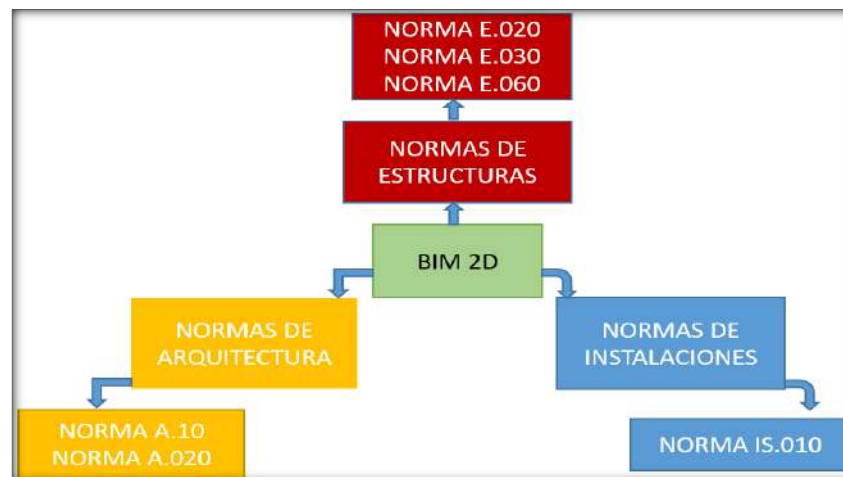 NORMA E.020
NORMA E.030
NORMA E.060
NORMAS DE
ESTRUCTURAS
BIM 2D
NORMAS DE
ARQUITECTURA
NORMAS DE
INSTALACIONES
NORMA A.10
NORMA A.020
NORMA IS.010